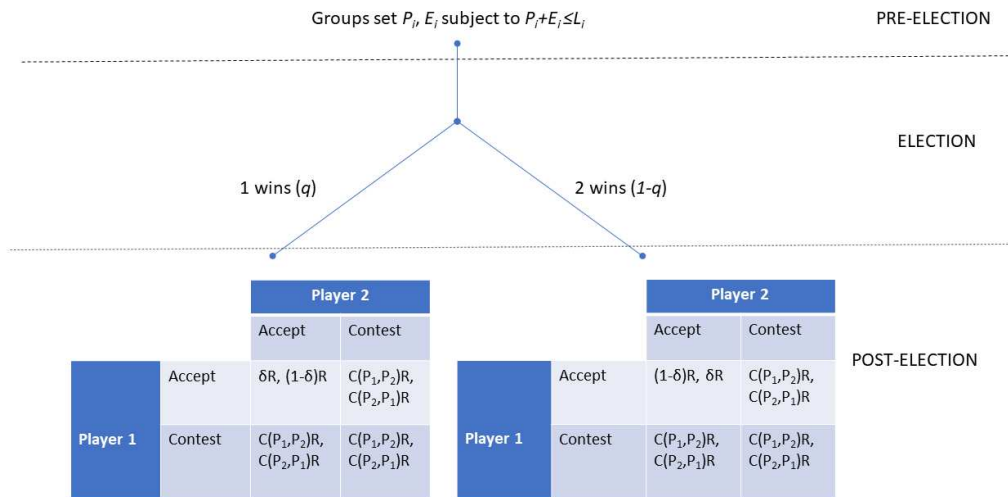 Groups set Pᵢ, Eᵢ subject to Pᵢ+Eᵢ≤Lᵢ
PRE-ELECTION
ELECTION
1 wins (q)
2 wins (1-q)
POST-ELECTION
Player 2
Accept
Contest
Player 1
Accept
δR, (1-δ)R
C(P₁,P₂)R,
C(P₂,P₁)R
Contest
C(P₁,P₂)R,
C(P₂,P₁)R
C(P₁,P₂)R,
C(P₂,P₁)R
Player 2
Accept
Contest
Player 1
Accept
(1-δ)R, δR
C(P₁,P₂)R,
C(P₂,P₁)R
Contest
C(P₁,P₂)R,
C(P₂,P₁)R
C(P₁,P₂)R,
C(P₂,P₁)R